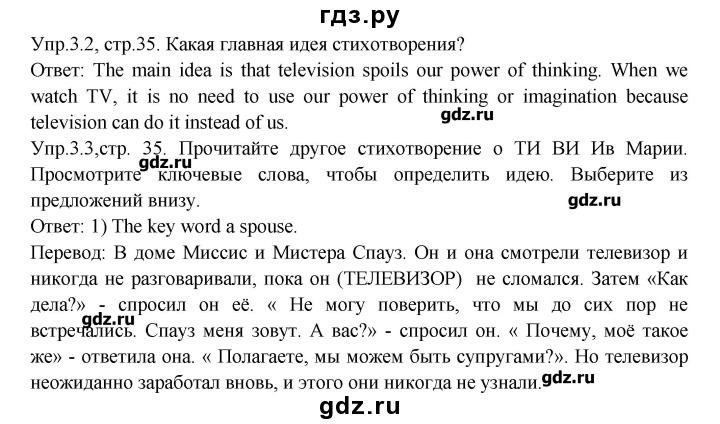 гдз.ру
Упр.3.2, стр.35. Какая главная идея стихотворения?
Ответ: The main idea is that television spoils our power of thinking. When we
watch TV, it is no need to use our power of thinking or imagination because
television can do it instead of us.
gdz.ru
Упр.3.3,стр. 35. Прочитайте другое стихотворение о ТИ ВИ Ив Марии.
gdz.ru
Просмотрите ключевые слова, чтобы определить идею. Выберите из
предложений внизу.
gdz.ru
Ответ: 1) The key word a spouse.
Перевод: В доме Миссис и Мистера Спауз. Он и она смотрели телевизор и
никогда не разговаривали, пока он (ТЕЛЕВИЗОР) не сломался. Затем «Как
дела?» - спросил он её. « Не могу поверить, что мы до сих пор не
gdz.ru
встречались. Спауз меня зовут. А вас?» - спросил он. « Почему, моё такое
же» - ответила она. « Полагаете, мы можем быть супругами?». Но телевизор
неожиданно заработал вновь, и этого они никогда не узнали.
gdz.ru
gdz.ru